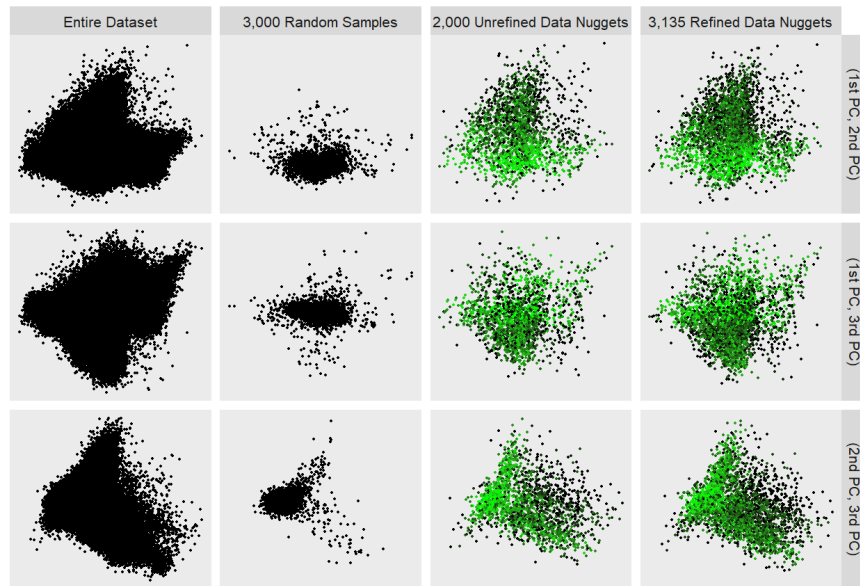 Entire Dataset
3,000 Random Samples
2,000 Unrefined Data Nuggets
3,135 Refined Data Nuggets
(1st PC, 2nd PC)
(1st PC, 3rd PC)
(2nd PC, 3rd PC)